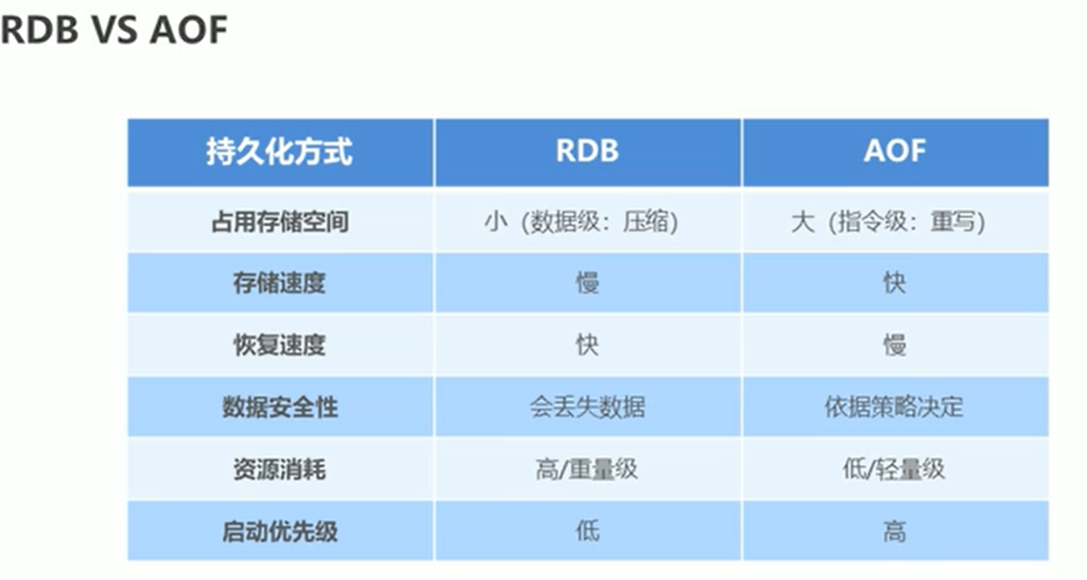 RDB VS AOF
持久化方式 RDB AOF
占用存储空间 小（数据级：压缩） 大（指令级：重写）
存储速度 慢 快
恢复速度 快 慢
数据安全性 会丢失数据 依据策略决定
资源消耗 高/重量级 低/轻量级
启动优先级 低 高